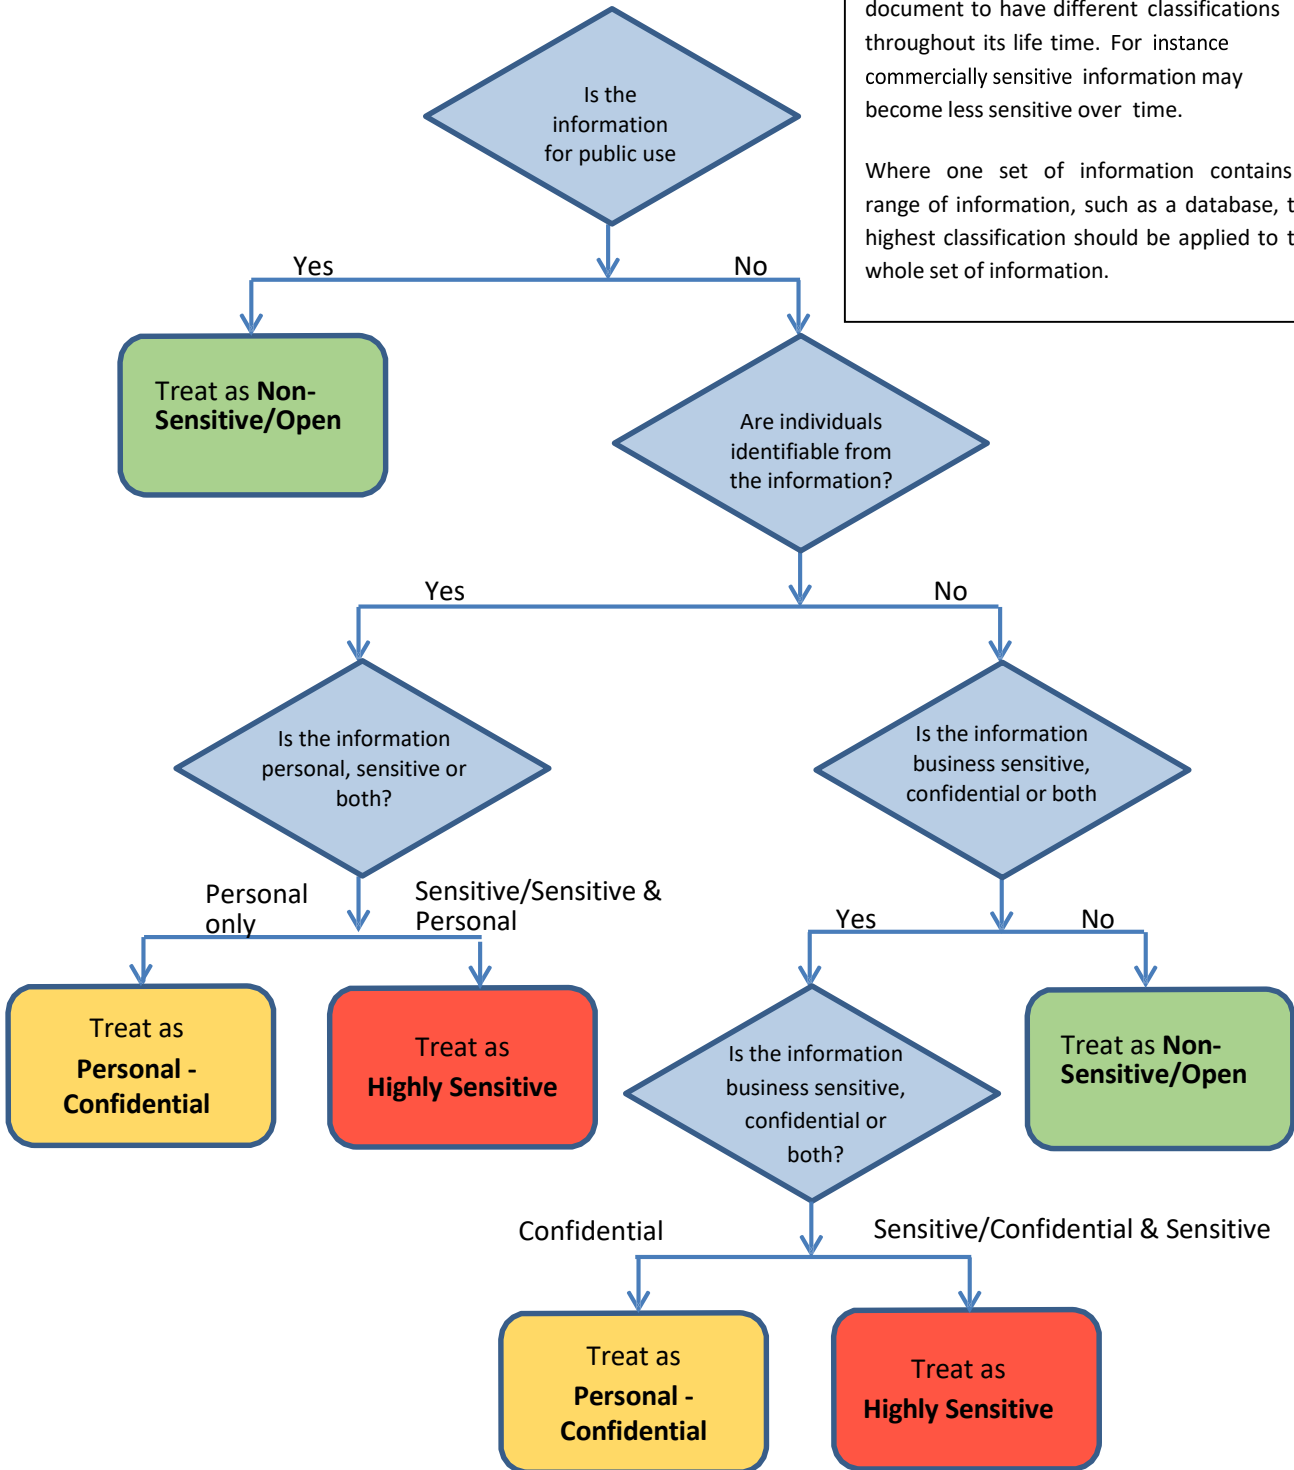 document to have different classifications
throughout its life time. For instance
commercially sensitive information may
become less sensitive over time.
Where one set of information contains
range of information, such as a database, t
highest classification should be applied to t
whole set of information.
Is the
information
for public use
Yes
No
Treat as Non-
Sensitive/Open
Are individuals
identifiable from
the information?
Yes
No
Is the information
personal, sensitive or
both?
Is the information
business sensitive,
confidential or both
Personal
only
Sensitive/Sensitive &
Personal
Yes
No
Treat as
Personal -
Confidential
Treat as
Highly Sensitive
Is the information
business sensitive,
confidential or
both?
Treat as Non-
Sensitive/Open
Confidential
Sensitive/Confidential & Sensitive
Treat as
Personal -
Confidential
Treat as
Highly Sensitive